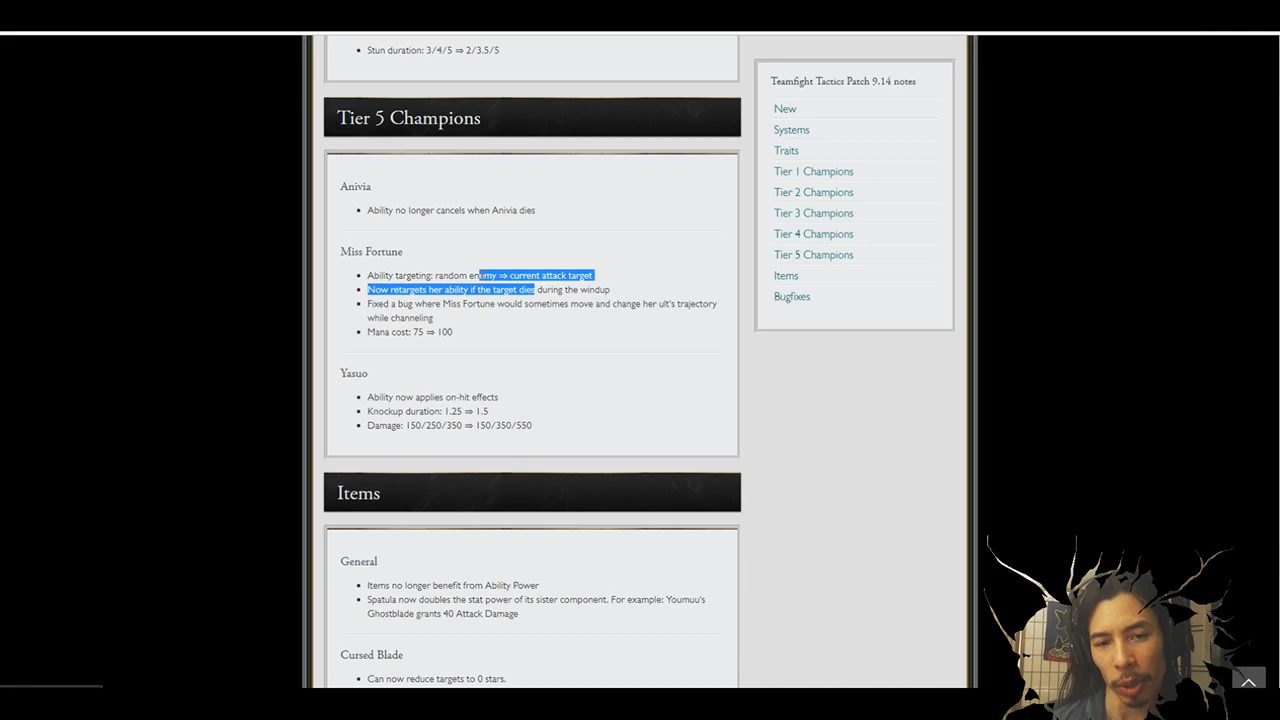 Stun duration: 3/4/5 ⇒ 2/3.5/5
Tier 5 Champions
Anivia
Ability no longer cancels when Anivia dies
Miss Fortune
Ability targeting: random enemy ⇒ current attack target
Now retargets her ability if the target dies during the windup
Fixed a bug where Miss Fortune would sometimes move and change her ult's trajectory
while channeling
Mana cost: 75 ⇒ 100
Yasuo
Ability now applies on-hit effects
Knockup duration: 1.25 ⇒ 1.5
Damage: 150/250/350 ⇒ 150/350/550
Items
General
Items no longer benefit from Ability Power
Spatula now doubles the stat power of its sister component. For example: Youmuu's
Ghostblade grants 40 Attack Damage
Cursed Blade
Can now reduce targets to 0 stars.
Teamfight Tactics Patch 9.14 notes
New
Systems
Traits
Tier 1 Champions
Tier 2 Champions
Tier 3 Champions
Tier 4 Champions
Tier 5 Champions
Items
Bugfixes